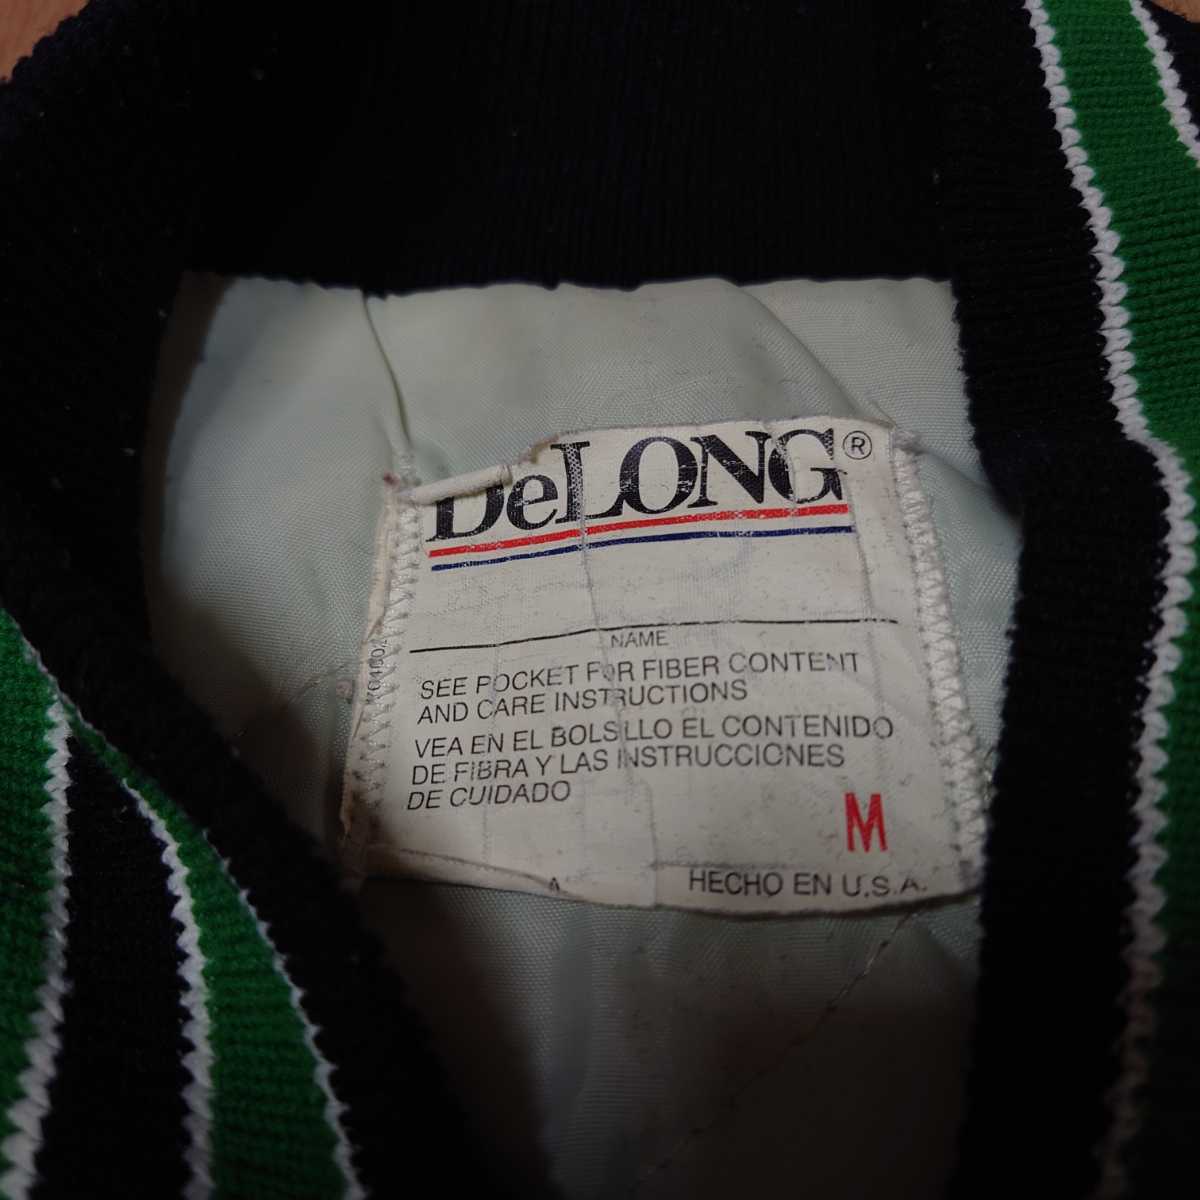 DeLONG®
NAME
SEE POCKET FOR FIBER CONTENT
AND CARE INSTRUCTIONS
VEA EN EL BOLSILLO EL CONTENIDO
DE FIBRA Y LAS INSTRUCCIONES
DE CUIDADO
M
A
HECHO EN U.S.A.